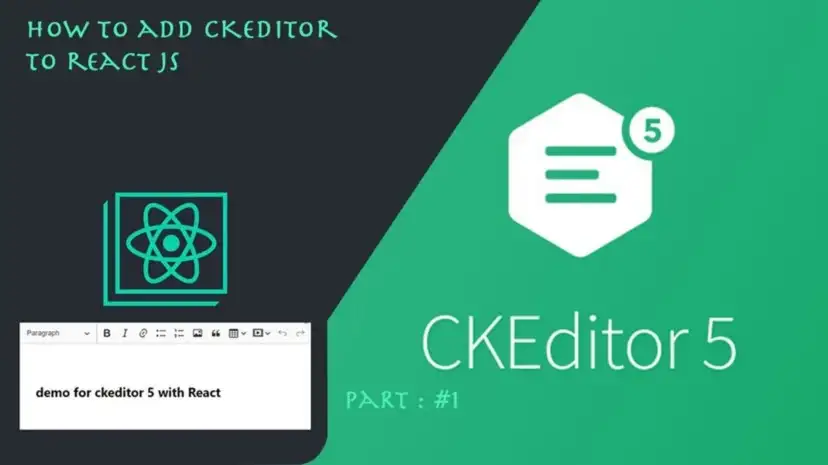 HOW TO ADD CKEDITOR
TO REACT JS
5
Paragraph
B I
demo for ckeditor 5 with React
CKEditor 5
PART : #1